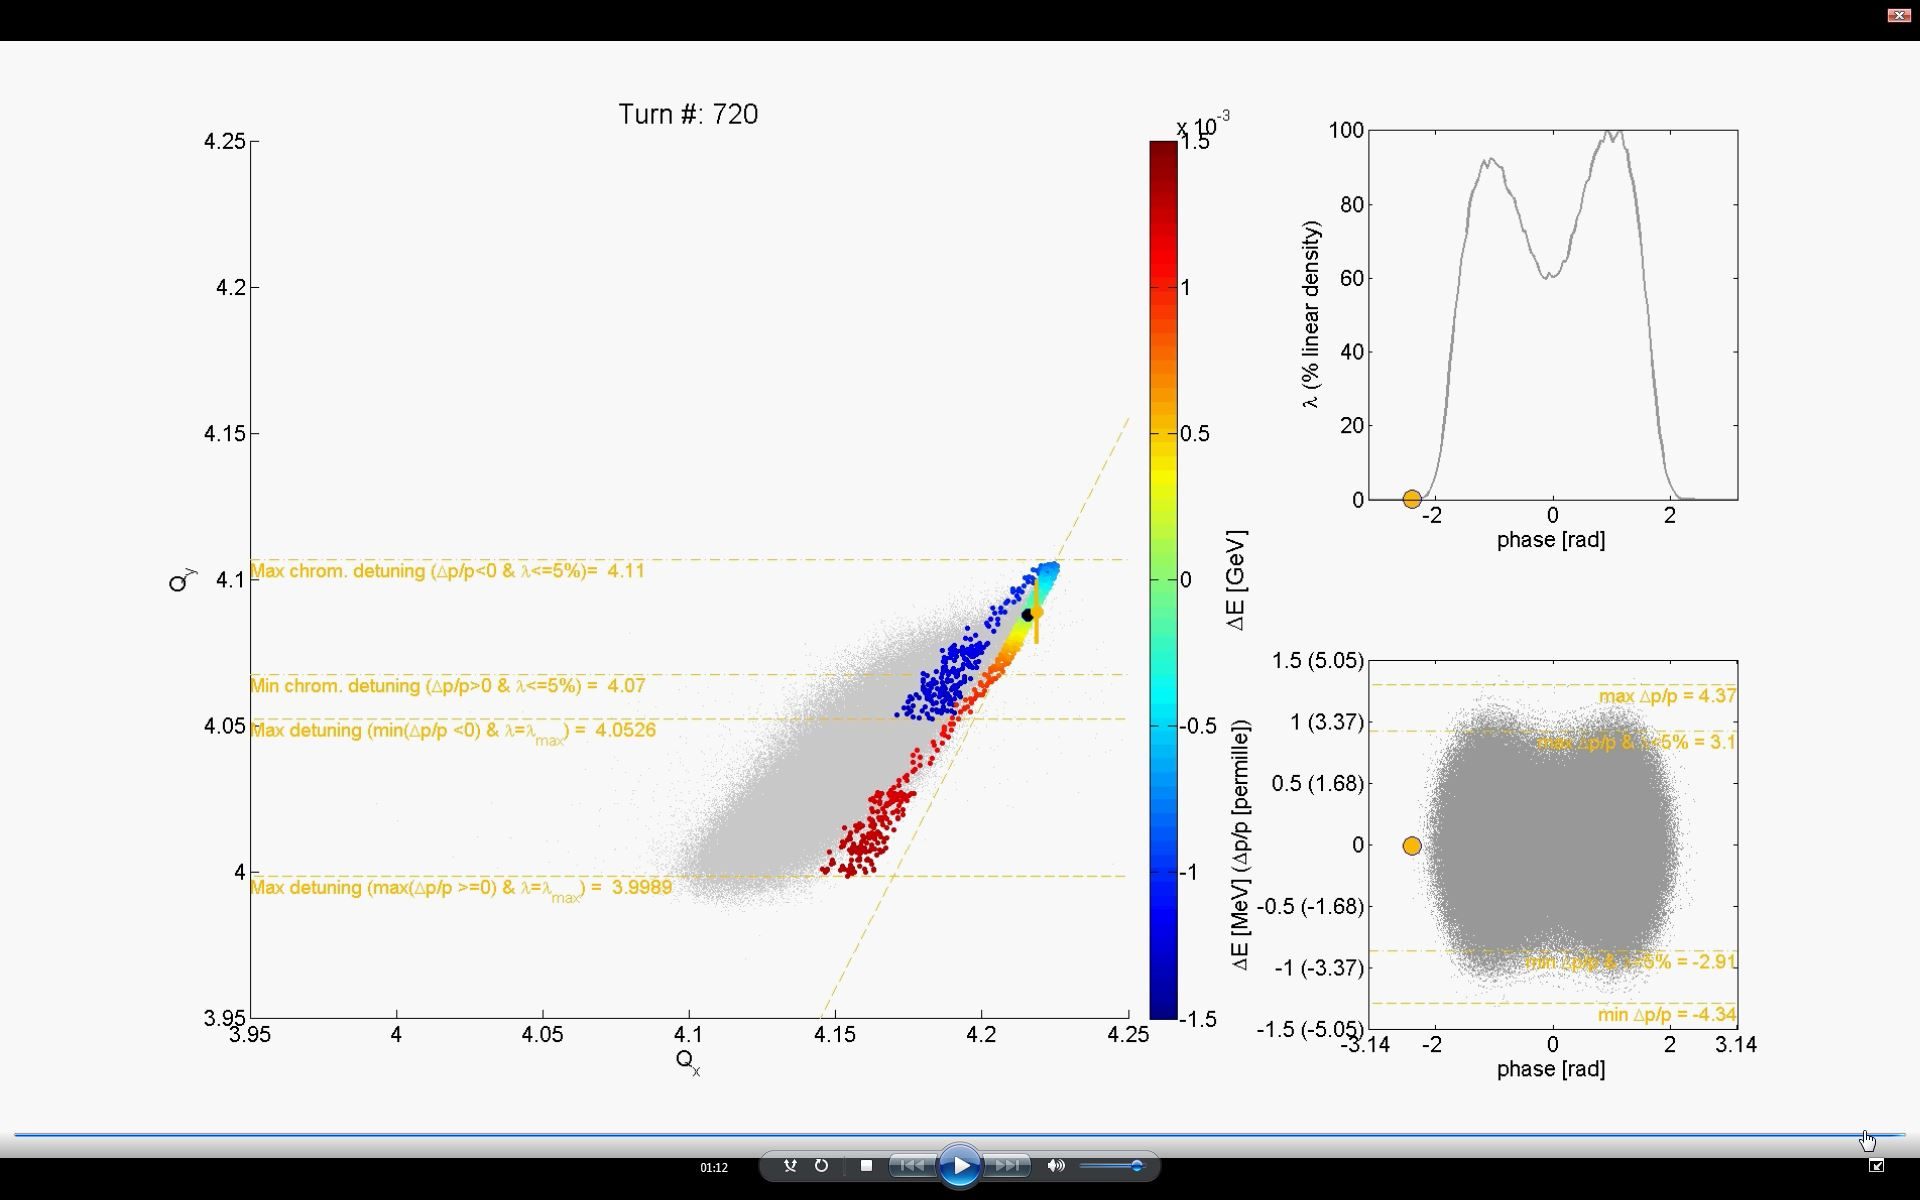 Turn #: 720
4.25
4.2
4.15
4.1
4.05
4
3.95
Q_y
Max chrom. detuning (Δp/p<0 & λ<=5%)= 4.11
Min chrom. detuning (Δp/p>0 & λ<=5%) = 4.07
Max detuning (min(Δp/p <0) & λ=λ_max) = 4.0526
Max detuning (max(Δp/p >=0) & λ=λ_max) = 3.9989
3.95 4 4.05 4.1 4.15 4.2 4.25
Q_x
x 10^-3
1.5
1
0.5
0
-0.5
-1
-1.5
ΔE [GeV]
100
80
60
40
20
0
λ (% linear density)
-2 0 2
phase [rad]
1.5 (5.05)
1 (3.37)
0.5 (1.68)
0
-0.5 (-1.68)
-1 (-3.37)
-1.5 (-5.05)
ΔE [MeV] (Δp/p [permille])
max Δp/p = 4.37
max Δp/p & λ<5% = 3.1
min Δp/p & λ<5% = -2.91
min Δp/p = -4.34
-3.14 -2 0 2 3.14
phase [rad]
01:12